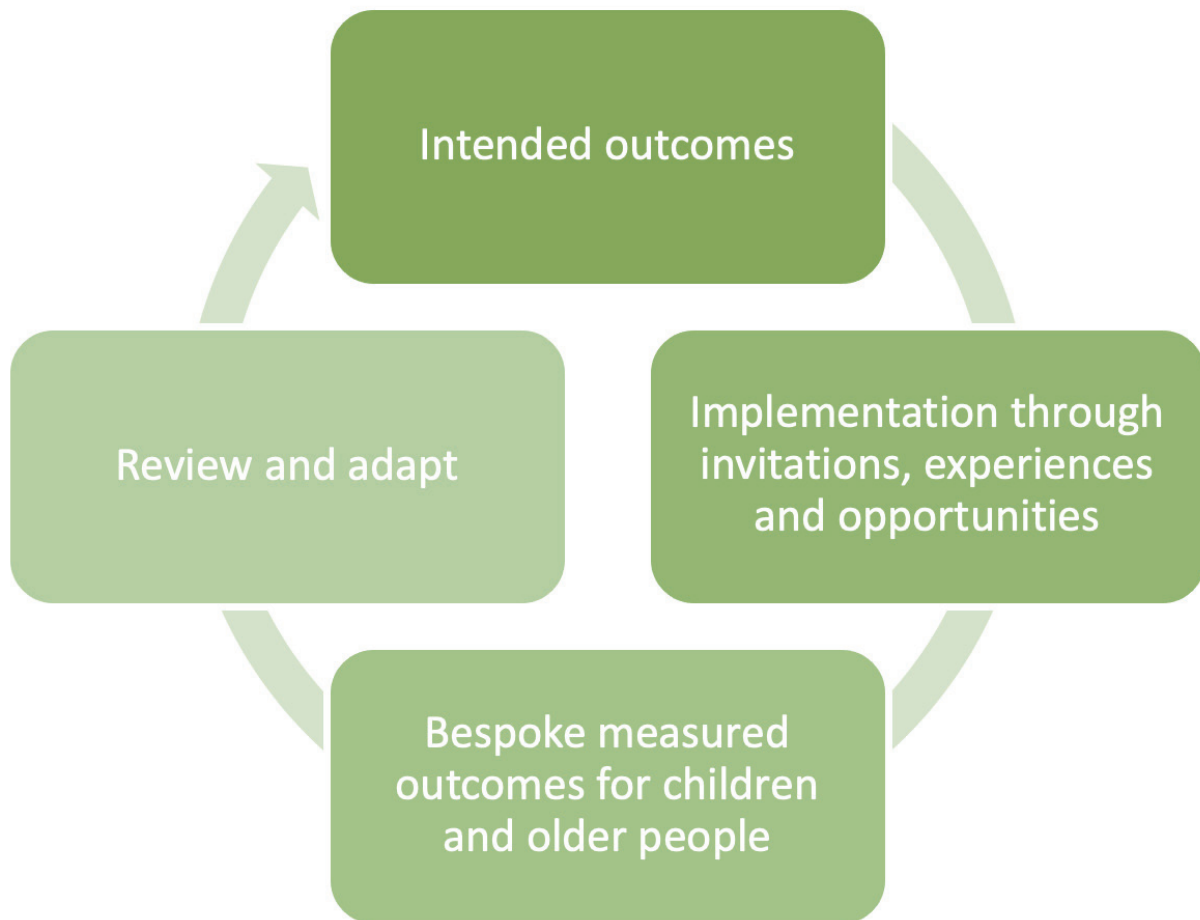 Intended outcomes
Implementation through
invitations, experiences
and opportunities
Bespoke measured
outcomes for children
and older people
Review and adapt